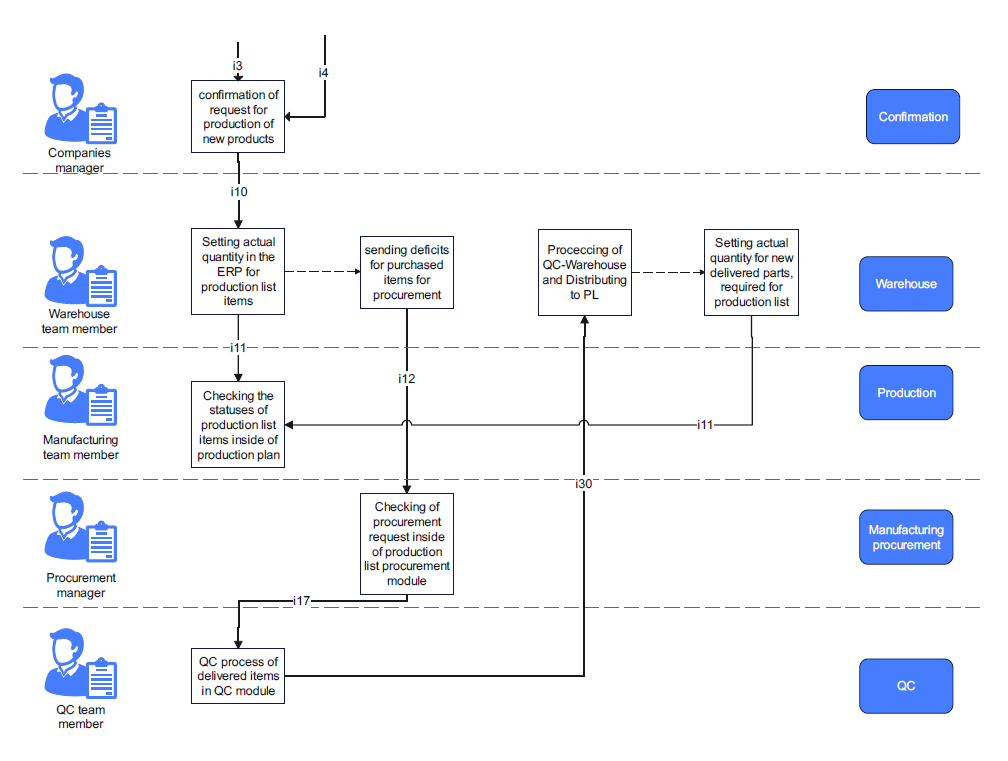 i3
i4
confirmation of
request for
production of
new products
Companies
manager
Confirmation
i10
Setting actual
quantity in the
ERP for
production list
items
sending deficits
for purchased
items for
procurement
Proceccing of
QC-Warehouse
and Distributing
to PL
Setting actual
quantity for new
delivered parts,
required for
production list
Warehouse
team member
Warehouse
i11
i12
Checking the
statuses of
production list
items inside of
production plan
i11
Manufacturing
team member
Production
i30
Checking of
procurement
request inside
of production
list procurement
module
Procurement
manager
Manufacturing
procurement
i17
QC process of
delivered items
in QC module
QC team
member
QC